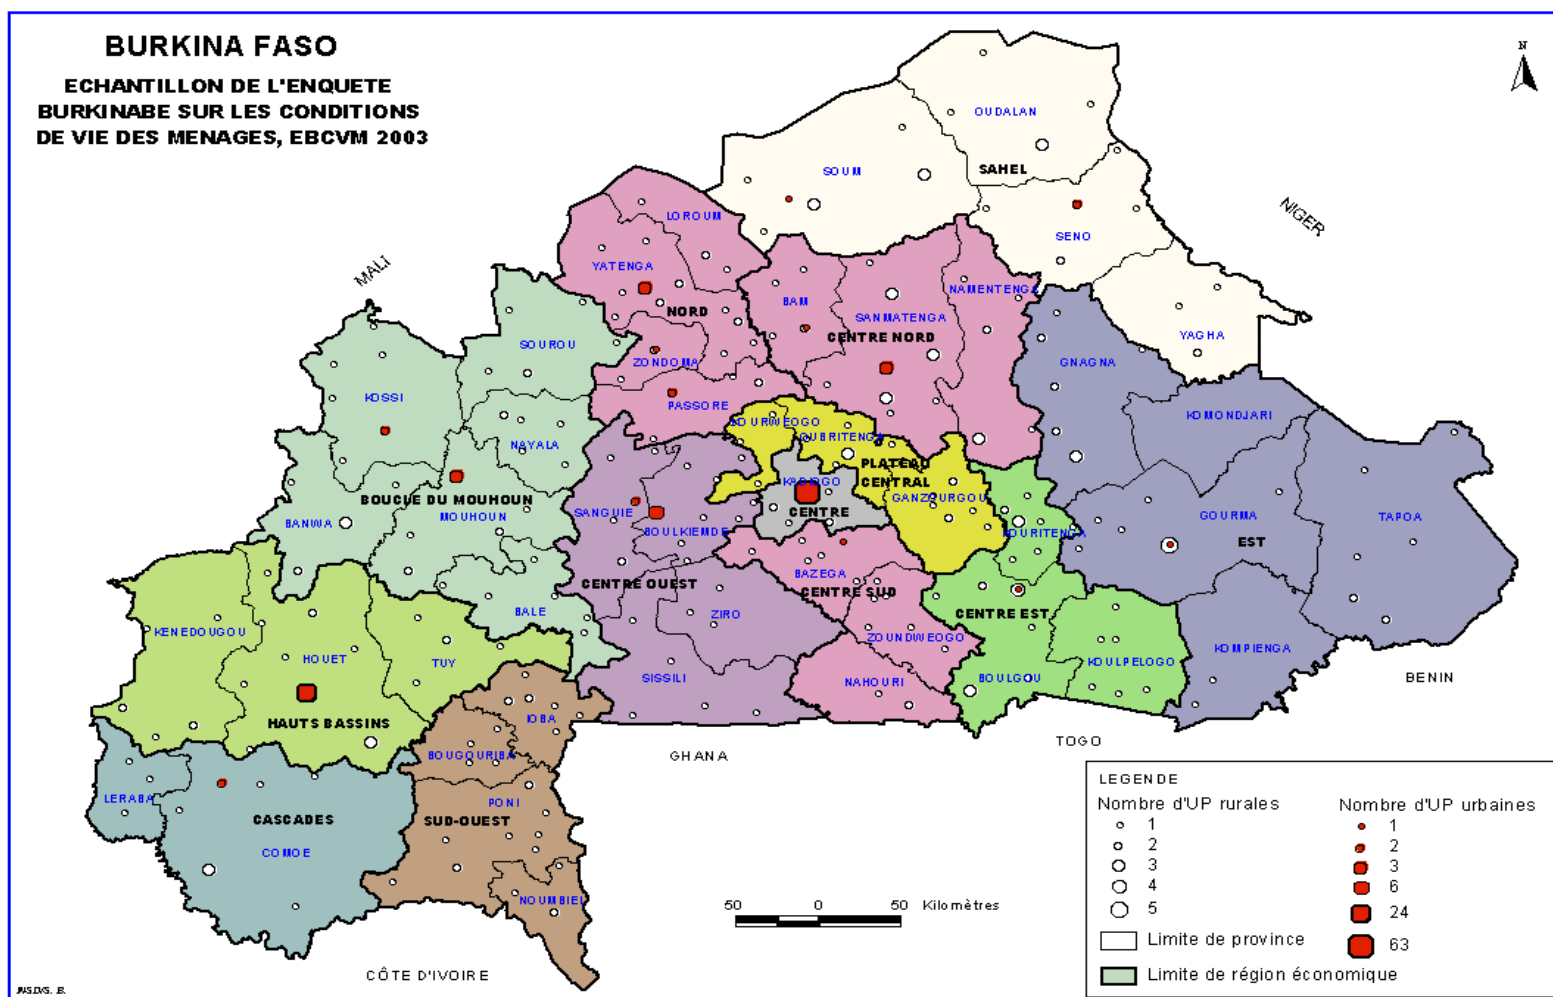 BURKINA FASO
ECHANTILLON DE L'ENQUETE
BURKINABE SUR LES CONDITIONS
DE VIE DES MENAGES, EBCVM 2003
N
OUDALAN
SAHEL
SOUM
NIGER
SENO
LOROUM
YATENGA
MALI
BAM
NAMENTENGA
NORD
SANMATENGA
CENTRE NORD
YAGHA
SOUROU
ZONDOMA
GNAGNA
KOSSI
PASSORE
KOMONDJARI
NAYALA
OUBRITENGA
PLATEAU
CENTRAL
BOUCLE DU MOUHOUN
KADIOGO
GANZOURGOU
SANGUIE
CENTRE
BANWA
MOUHOUN
GOURMA
TAPOA
BOULKIEMDE
EST
BAZEGA
CENTRE OUEST
CENTRE SUD
BALE
ZIRO
CENTRE EST
KENEDOUGOU
ZOUNDWEOGO
HOUET
TUY
KOULPELOGO
KOMPIENGA
SISSILI
NAHOURI
BOULGOU
BENIN
HAUTS BASSINS
IOBA
TOGO
BOUGOURIBA
GHANA
LERABA
PONI
CASCADES
SUD-OUEST
COMOE
NOUMBIEL
CÔTE D'IVOIRE
50 0 50 Kilomètres
LEGENDE
Nombre d'UP rurales
1
2
3
4
5
Nombre d'UP urbaines
1
2
3
6
24
63
Limite de province
Limite de région économique